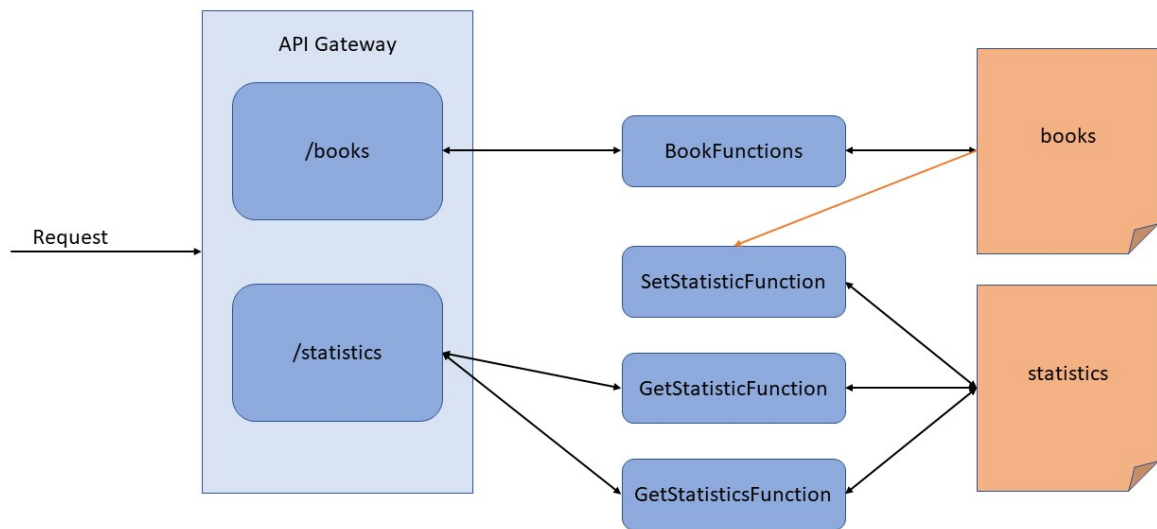 API Gateway
/books
BookFunctions
books
Request
SetStatisticFunction
/statistics
GetStatisticFunction
statistics
GetStatisticsFunction